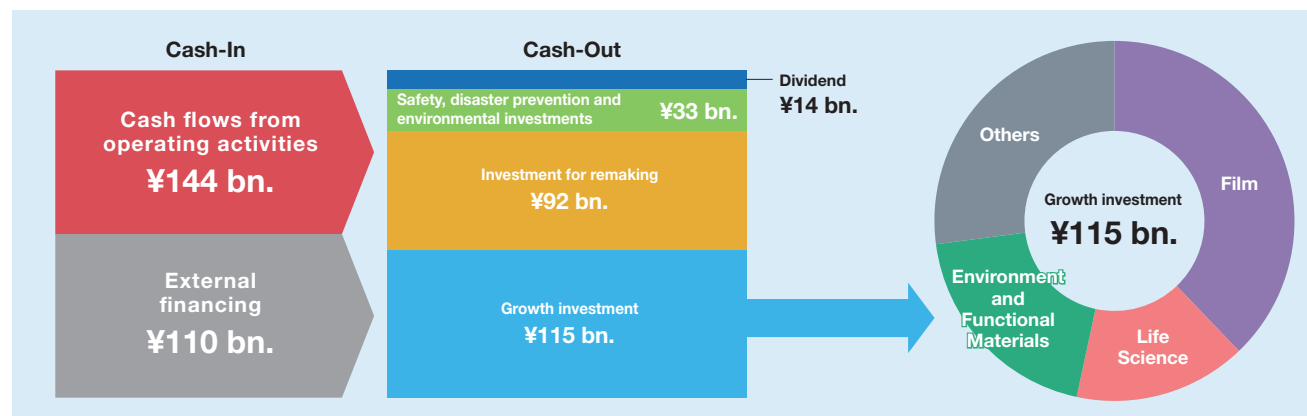 Cash-In
Cash flows from
operating activities
¥144 bn.
External
financing
¥110 bn.
Cash-Out
Dividend
¥14 bn.
Safety, disaster prevention and
environmental investments
¥33 bn.
Investment for remaking
¥92 bn.
Growth investment
¥115 bn.
Growth investment
¥115 bn.
Film
Life
Science
Environment
and
Functional
Materials
Others